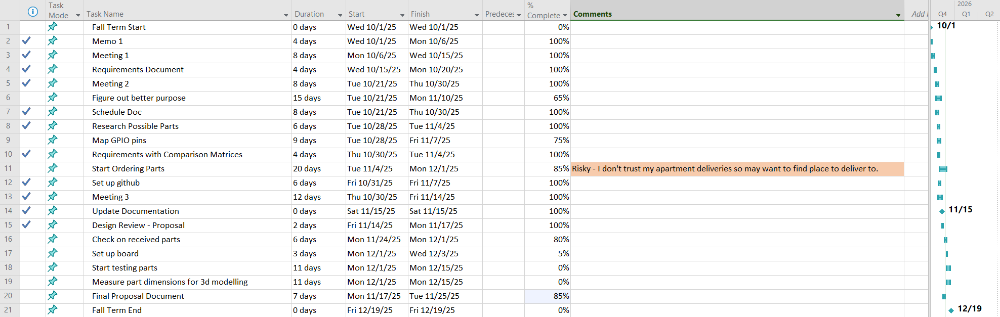 Task Mode Task Name Duration Start Finish Predeces % Complete Comments Add 2026 Q4 Q1 Q2
1 Fall Term Start 0 days Wed 10/1/25 Wed 10/1/25 0% 10/1
2 Memo 1 4 days Wed 10/1/25 Mon 10/6/25 100%
3 Meeting 1 8 days Mon 10/6/25 Wed 10/15/25 100%
4 Requirements Document 4 days Wed 10/15/25 Mon 10/20/25 100%
5 Meeting 2 8 days Tue 10/21/25 Thu 10/30/25 100%
6 Figure out better purpose 15 days Tue 10/21/25 Mon 11/10/25 65%
7 Schedule Doc 8 days Tue 10/21/25 Thu 10/30/25 100%
8 Research Possible Parts 6 days Tue 10/28/25 Tue 11/4/25 100%
9 Map GPIO pins 9 days Tue 10/28/25 Fri 11/7/25 75%
10 Requirements with Comparison Matrices 4 days Thu 10/30/25 Tue 11/4/25 100%
11 Start Ordering Parts 20 days Tue 11/4/25 Mon 12/1/25 85% Risky - I don't trust my apartment deliveries so may want to find place to deliver to.
12 Set up github 6 days Fri 10/31/25 Fri 11/7/25 100%
13 Meeting 3 12 days Thu 10/30/25 Fri 11/14/25 100%
14 Update Documentation 0 days Sat 11/15/25 Sat 11/15/25 100% 11/15
15 Design Review - Proposal 2 days Fri 11/14/25 Mon 11/17/25 100%
16 Check on received parts 6 days Mon 11/24/25 Mon 12/1/25 80%
17 Set up board 3 days Mon 12/1/25 Wed 12/3/25 5%
18 Start testing parts 11 days Mon 12/1/25 Mon 12/15/25 0%
19 Measure part dimensions for 3d modelling 11 days Mon 12/1/25 Mon 12/15/25 0%
20 Final Proposal Document 7 days Mon 11/17/25 Tue 11/25/25 85%
21 Fall Term End 0 days Fri 12/19/25 Fri 12/19/25 0% 12/19